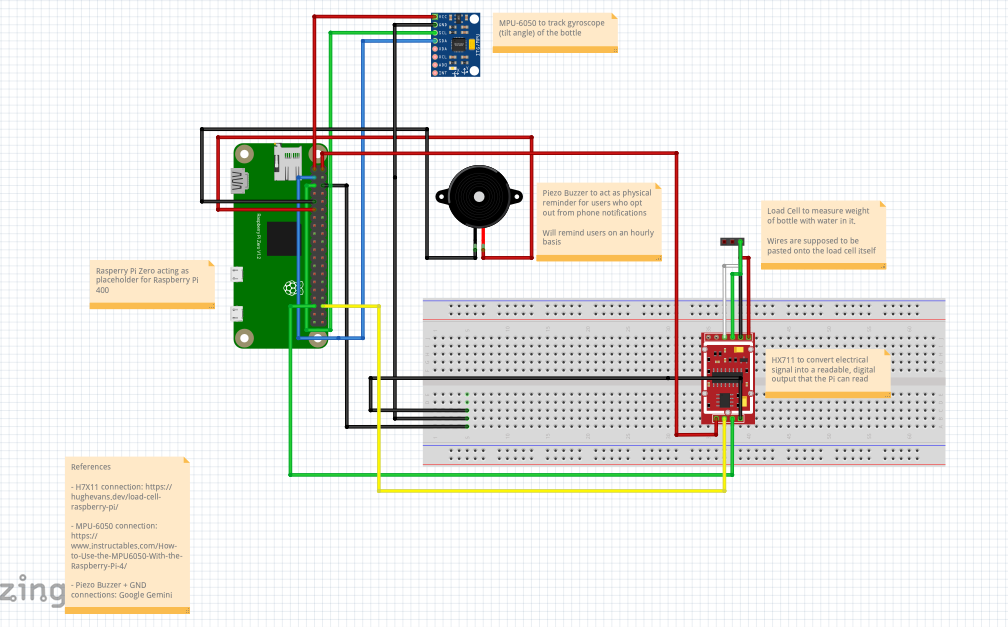 VCC
GND
SCL
SDA
XDA
XCL
ADO
INT
MPU-6050 to track gyroscope
(tilt angle) of the bottle
Piezo Buzzer to act as physical
reminder for users who opt
out from phone notifications
Will remind users on an hourly
basis
Load Cell to measure weight
of bottle with water in it.
Wires are supposed to be
pasted onto the load cell itself
Rasperry Pi Zero acting as
placeholder for Raspberry Pi
400
Raspberry Pi Zero V1.2
HX711 to convert electrical
signal into a readable, digital
output that the Pi can read
References
- H7X11 connection: https://
hughevans.dev/load-cell-
raspberry-pi/
- MPU-6050 connection:
https://
www.instructables.com/How-
to-Use-the-MPU6050-With-the-
Raspberry-Pi-4/
- Piezo Buzzer + GND
connections: Google Gemini
zing